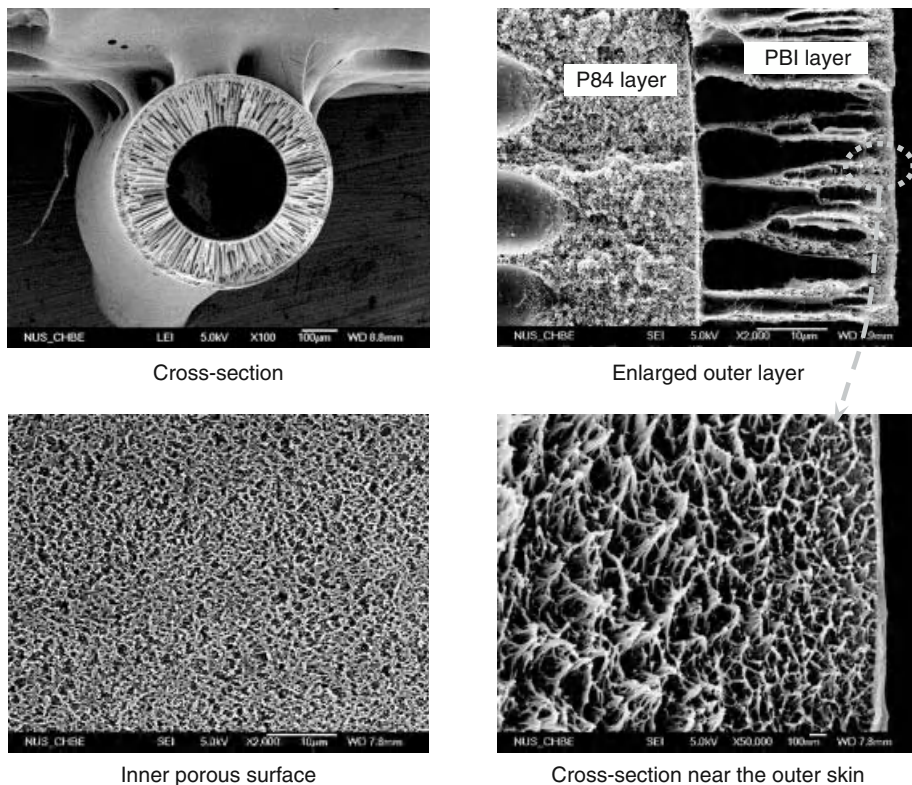 P84 layer
PBI layer
NUS_CHBE LEI 5.0kV X100 100µm WD 8.8mm
NUS_CHBE SEI 5.0kV X2,000 10µm
Cross-section
Enlarged outer layer
NUS_CHBE SEI 5.0kV X2,000 10µm WD 7.8mm
NUS_CHBE SEI 5.0kV X50,000 100nm WD 7.8mm
Inner porous surface
Cross-section near the outer skin